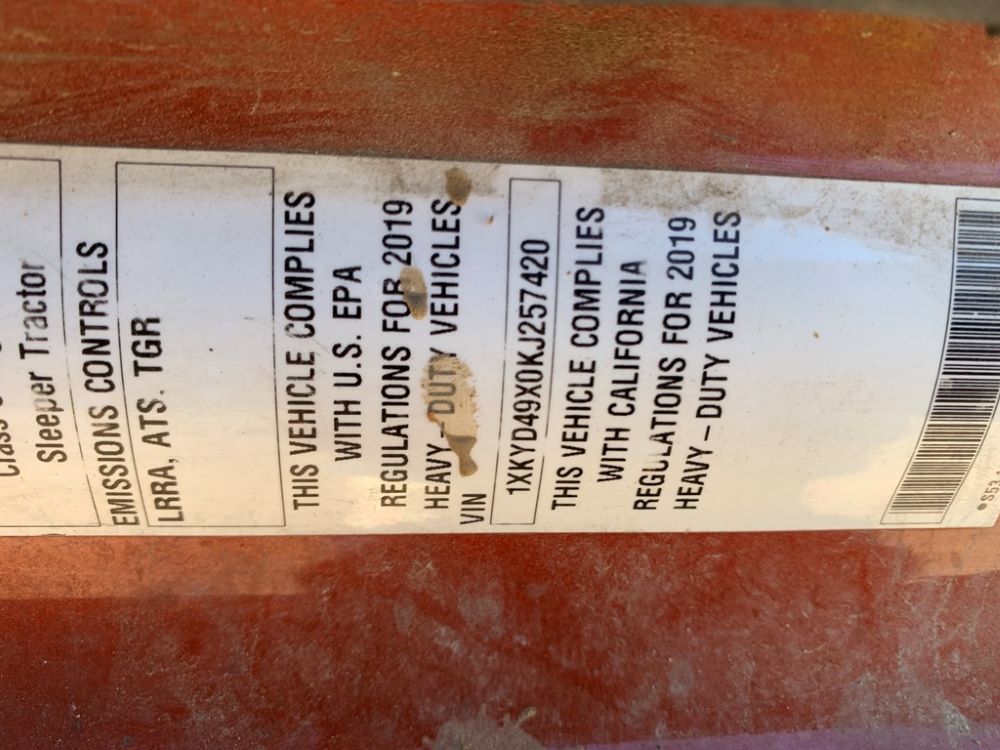 Sleeper Tractor
EMISSIONS CONTROLS
LRRA, ATS. TGR
THIS VEHICLE COMPLIES
WITH U.S. EPA
REGULATIONS FOR 2019
HEAVY - DUTY VEHICLES
VIN
1XKYD49X0KJ257420
THIS VEHICLE COMPLIES
WITH CALIFORNIA
REGULATIONS FOR 2019
HEAVY – DUTY VEHICLES